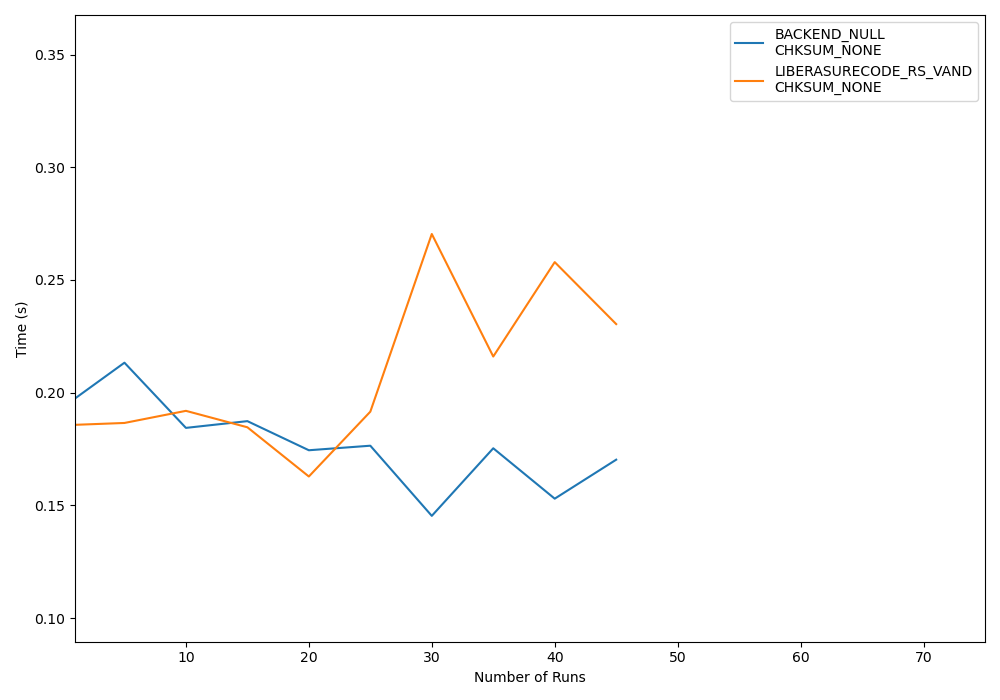 BACKEND_NULL
CHKSUM_NONE
LIBERASURECODE_RS_VAND
CHKSUM_NONE
0.35
0.30
0.25
0.20
0.15
0.10
Time (s)
10 20 30 40 50 60 70
Number of Runs